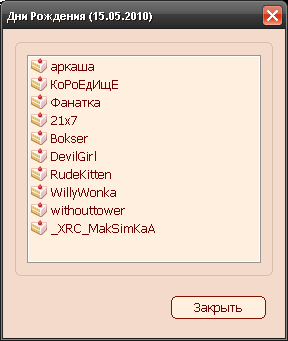 Дни Рождения (15.05.2010)
аркаша
КоРоЕдИщЕ
Фанатка
21x7
Bokser
DevilGirl
RudeKitten
WillyWonka
withouttower
_XRC_MakSimKaA
Закрыть